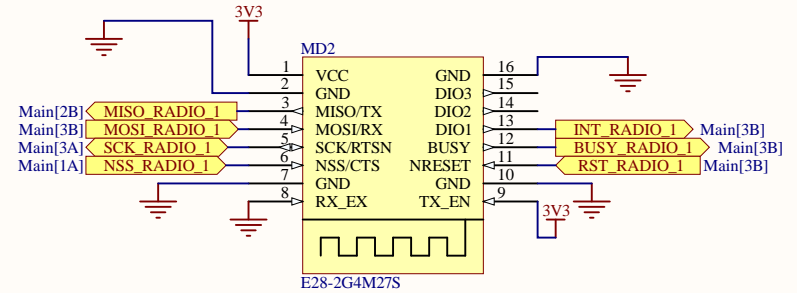 3V3
MD2
1 VCC GND 16
2 GND DIO3 15
Main[2B] MISO_RADIO_1 3 MISO/TX DIO2 14
Main[3B] MOSI_RADIO_1 4 MOSI/RX DIO1 13 INT_RADIO_1 Main[3B]
Main[3A] SCK_RADIO_1 5 SCK/RTSN BUSY 12 BUSY_RADIO_1 Main[3B]
Main[1A] NSS_RADIO_1 6 NSS/CTS NRESET 11 RST_RADIO_1 Main[3B]
7 GND GND 10
8 RX_EX TX_EN 9 3V3
E28-2G4M27S